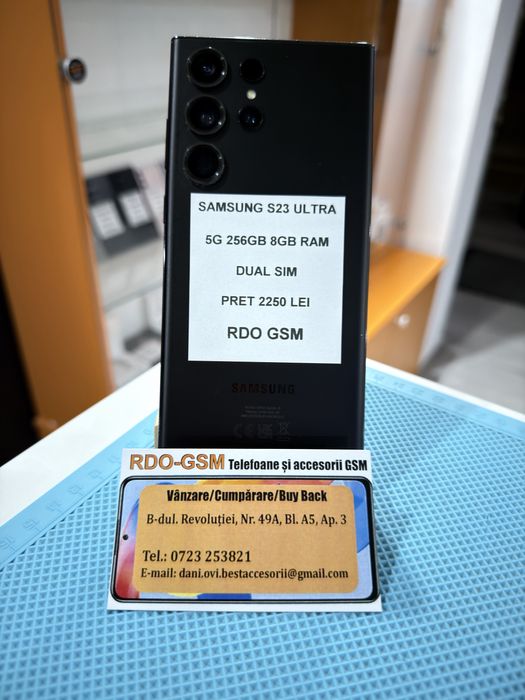 SAMSUNG S23 ULTRA
5G 256GB 8GB RAM
DUAL SIM
PRET 2250 LEI
RDO GSM
SAMSUNG
RDO-GSM Telefoane și accesorii GSM
Vânzare/Cumpărare/Buy Back
B-dul. Revoluției, Nr. 49A, Bl. A5, Ap. 3
Tel.: 0723 253821
E-mail: dani.ovi.bestaccesorii@gmail.com